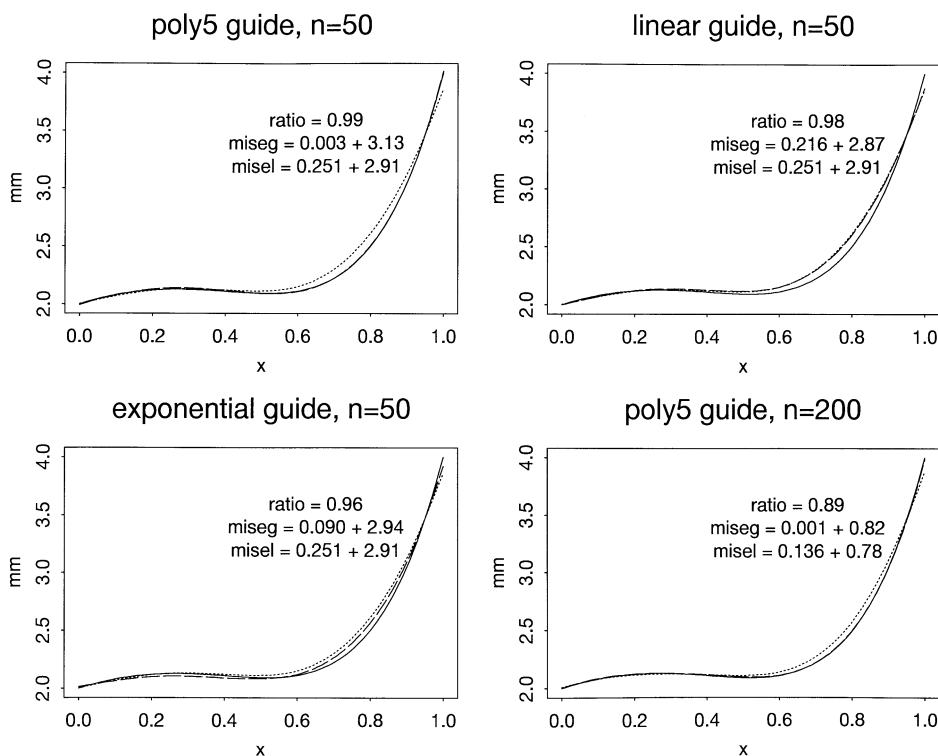 poly5 guide, n=50
mm
2.0 2.5 3.0 3.5 4.0
ratio = 0.99
miseg = 0.003 + 3.13
misel = 0.251 + 2.91
0.0 0.2 0.4 0.6 0.8 1.0
x
linear guide, n=50
mm
2.0 2.5 3.0 3.5 4.0
ratio = 0.98
miseg = 0.216 + 2.87
misel = 0.251 + 2.91
0.0 0.2 0.4 0.6 0.8 1.0
x
exponential guide, n=50
mm
2.0 2.5 3.0 3.5 4.0
ratio = 0.96
miseg = 0.090 + 2.94
misel = 0.251 + 2.91
0.0 0.2 0.4 0.6 0.8 1.0
x
poly5 guide, n=200
mm
2.0 2.5 3.0 3.5 4.0
ratio = 0.89
miseg = 0.001 + 0.82
misel = 0.136 + 0.78
0.0 0.2 0.4 0.6 0.8 1.0
x